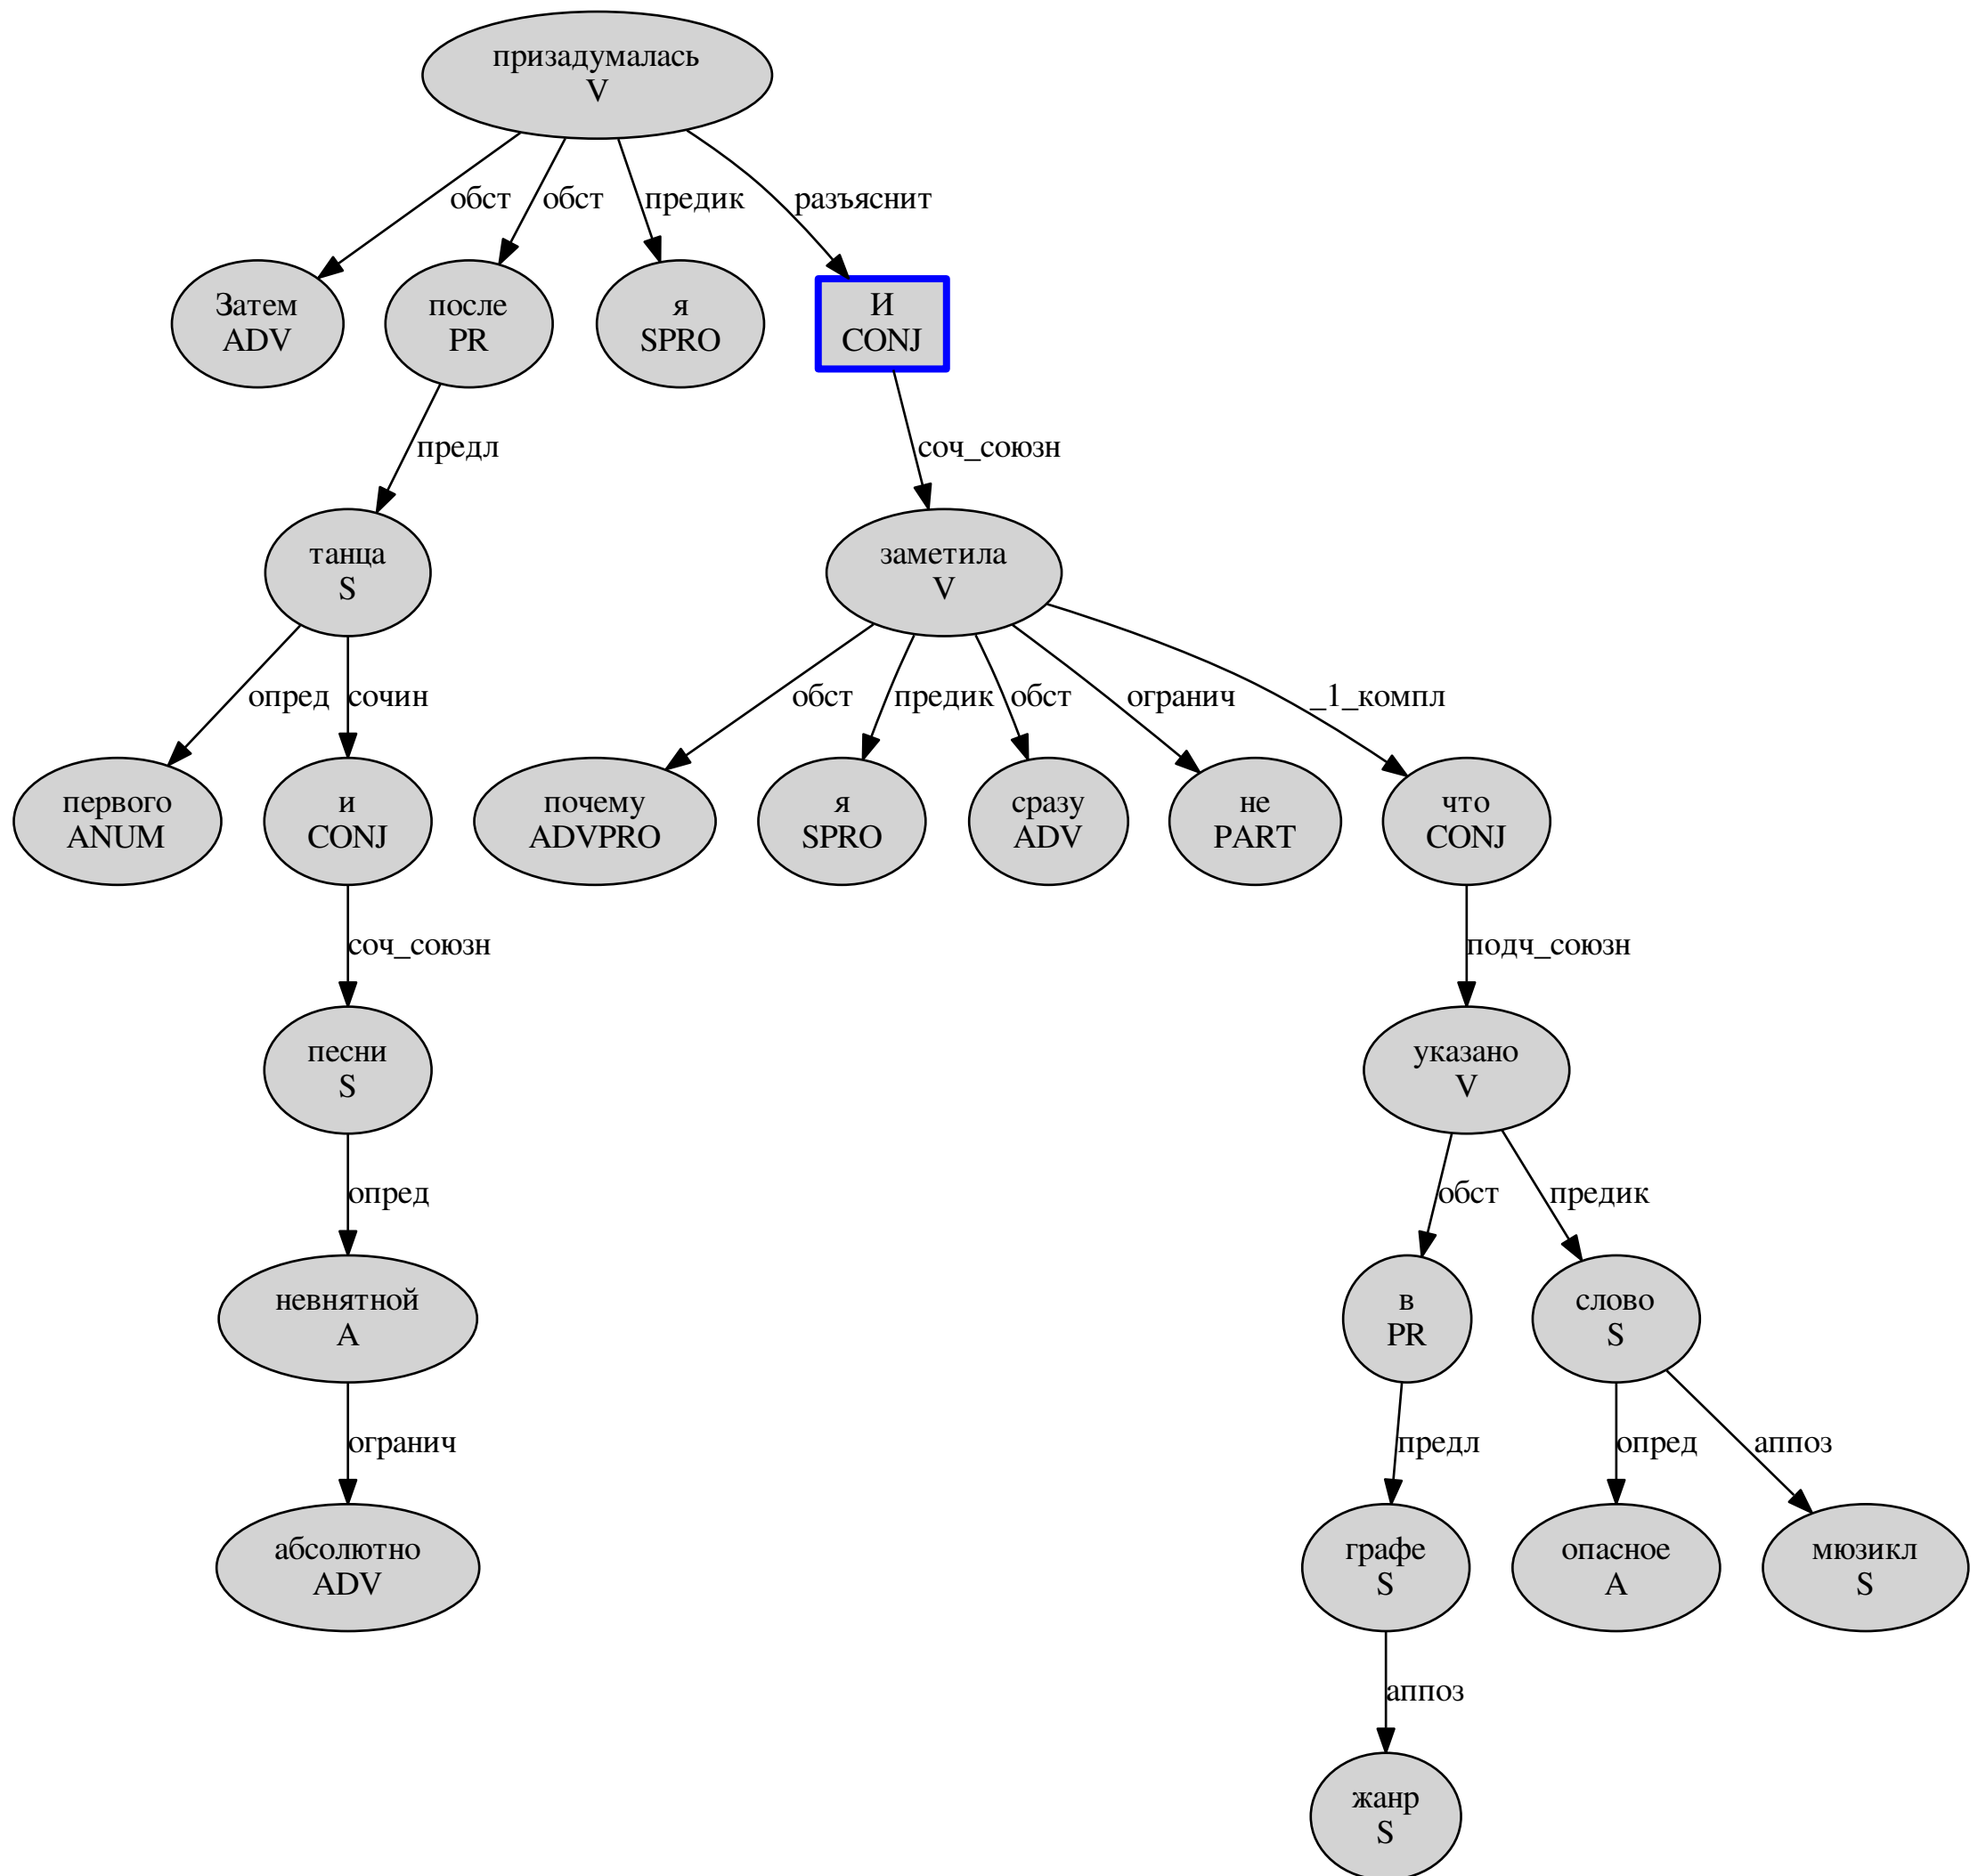 призадумалась
V
обст
обст
предик
разъяснит
Затем
ADV
после
PR
я
SPRO
И
CONJ
предл
соч_союзн
танца
S
заметила
V
опред
сочин
обст
предик
обст
огранич
_1_компл
первого
ANUM
и
CONJ
почему
ADVPRO
я
SPRO
сразу
ADV
не
PART
что
CONJ
соч_союзн
подч_союзн
песни
S
указано
V
опред
обст
предик
невнятной
A
в
PR
слово
S
огранич
предл
опред
аппоз
абсолютно
ADV
графе
S
опасное
A
мюзикл
S
аппоз
жанр
S